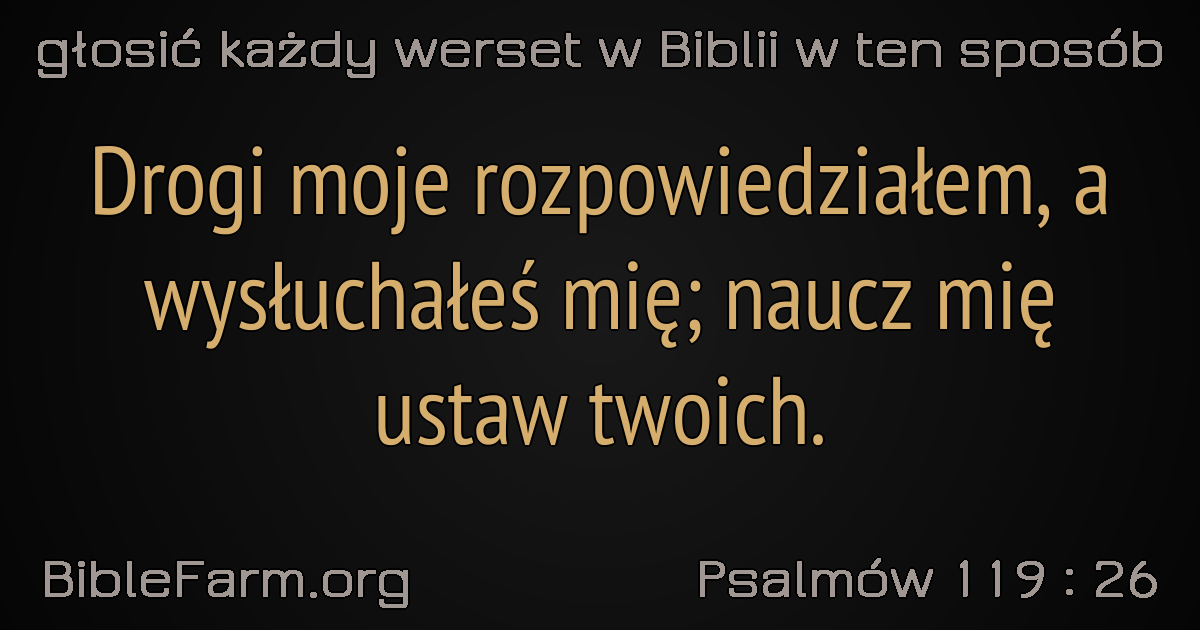 głosić każdy werset w Biblii w ten sposób
Drogi moje rozpowiedziałem, a
wysłuchałeś mię; naucz mię
ustaw twoich.
BibleFarm.org
Psalmów 119 : 26